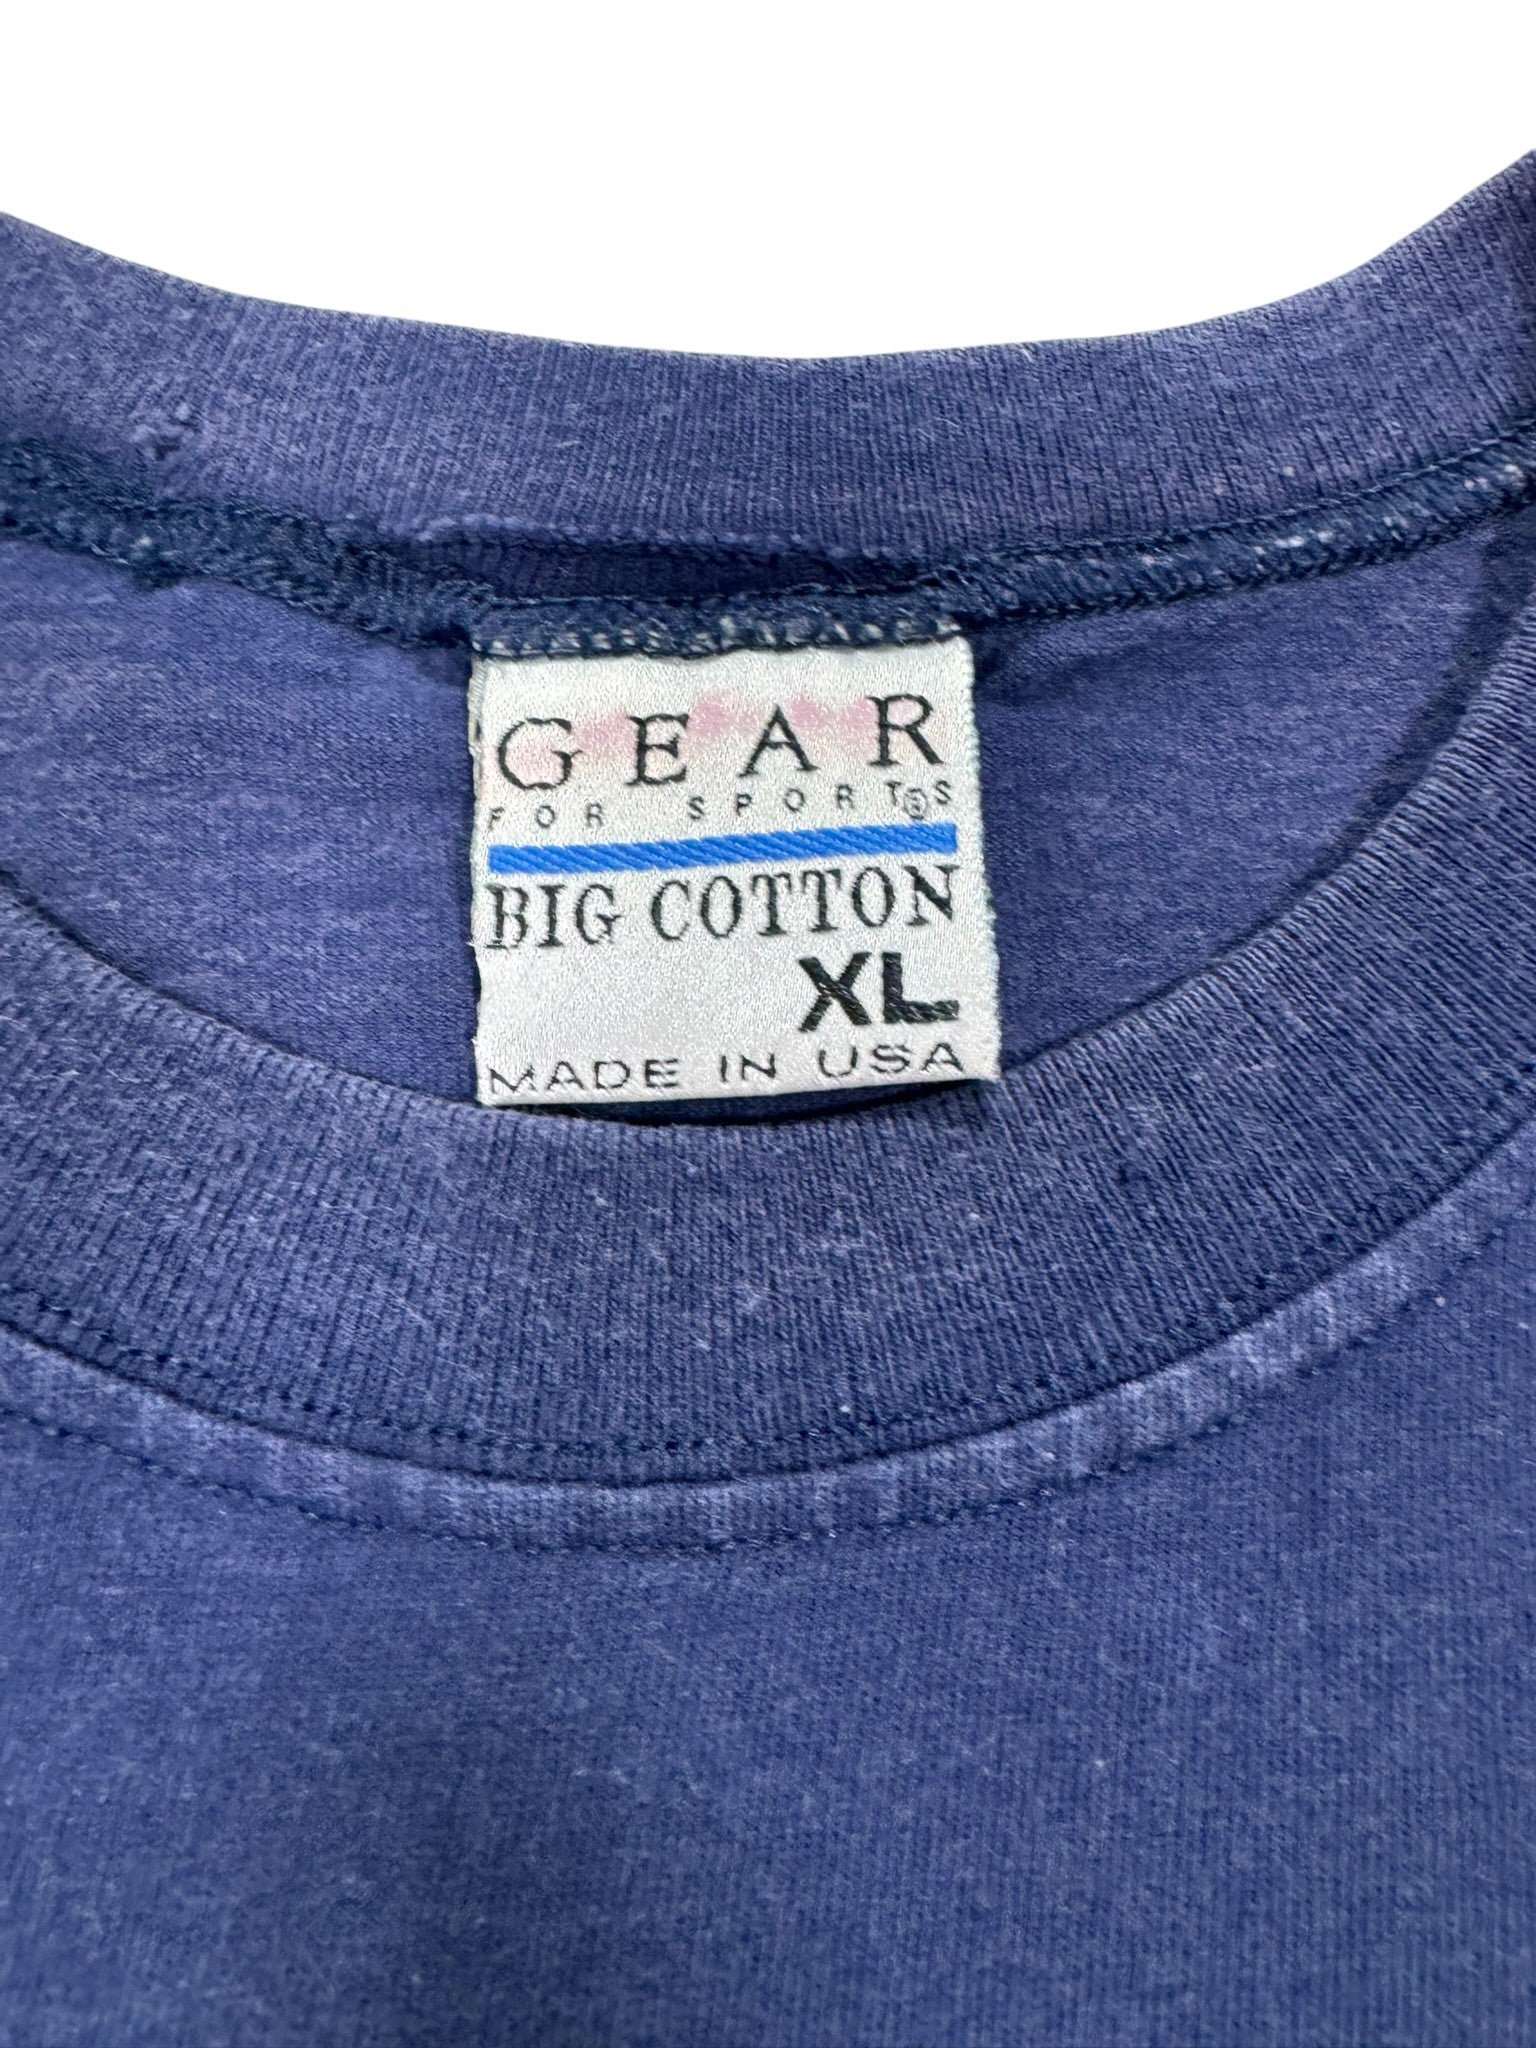 GEAR
FOR SPORTS®
BIG COTTON
XL
MADE IN USA